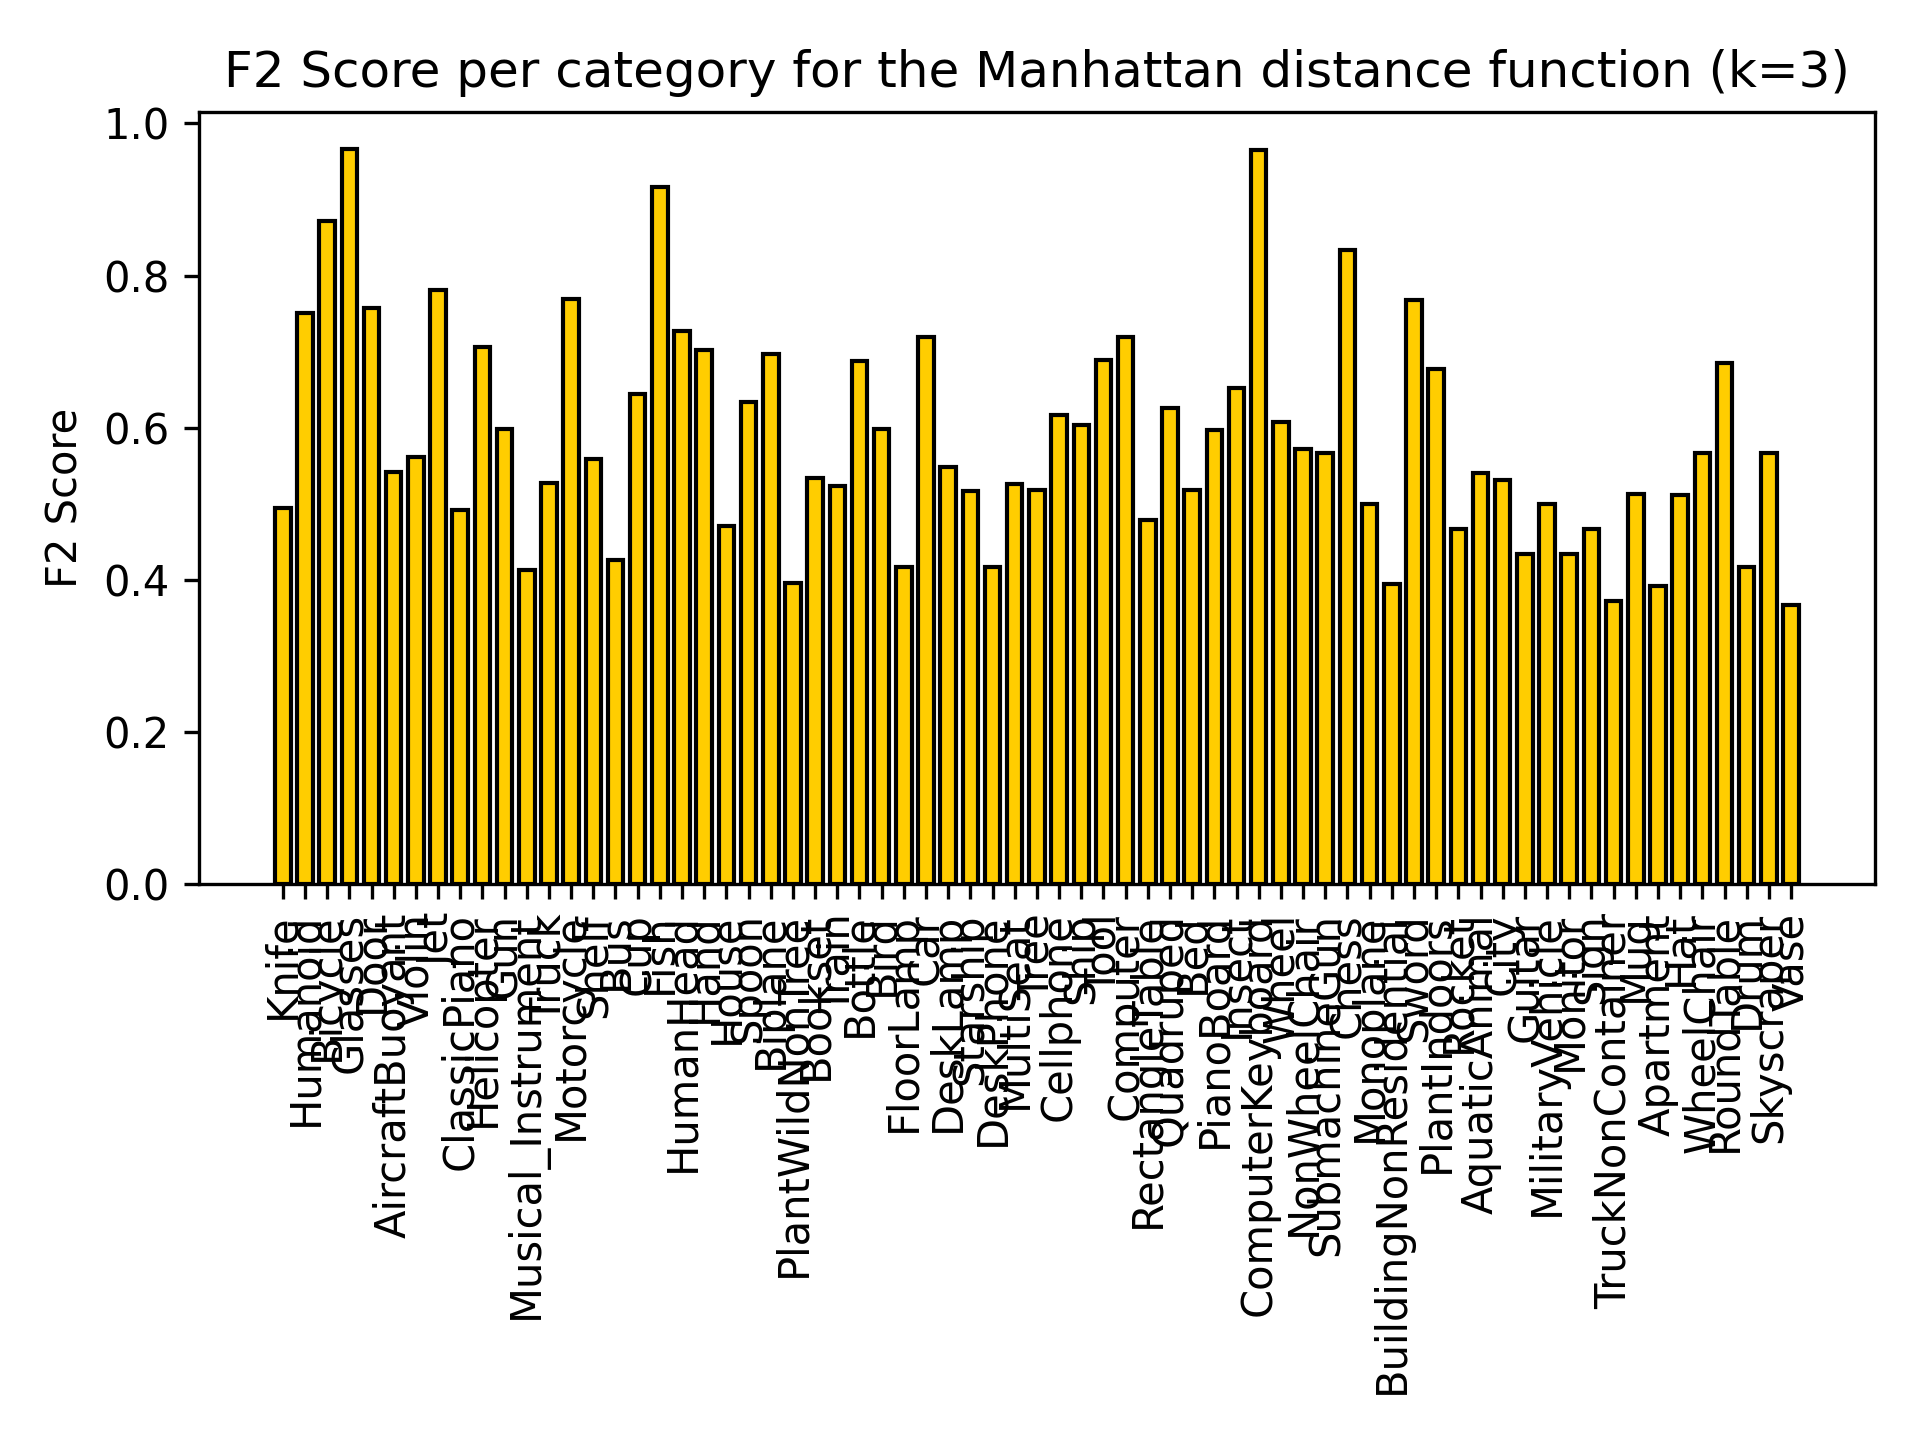 F2 Score per category for the Manhattan distance function (k=3)
F2 Score
1.0
0.8
0.6
0.4
0.2
0.0
Knife
Humanoid
Bicycle
Glasses
Door
AircraftBuoyant
Violin
Jet
ClassicPiano
Helicopter
Gun
Musical_Instrument
Truck
Motorcycle
Shelf
Bus
Cup
Fish
HumanHead
Hand
House
Spoon
Biplane
PlantWildNonTree
Bookset
Train
Bottle
Bird
FloorLamp
Car
DeskLamp
Starship
DeskPhone
MultiSeat
Tree
Cellphone
Ship
Tool
Computer
RectangleTable
Quadruped
Bed
PianoBoard
Insect
ComputerKeyboard
Wheel
NonWheelChair
SubmachineGun
Chess
Monoplane
BuildingNonResidential
Sword
PlantIndoors
Rocket
AquaticAnimal
City
Guitar
MilitaryVehicle
Monitor
Sign
TruckNonContainer
Mug
Apartment
Hat
WheelChair
RoundTable
Drum
Skyscraper
Vase